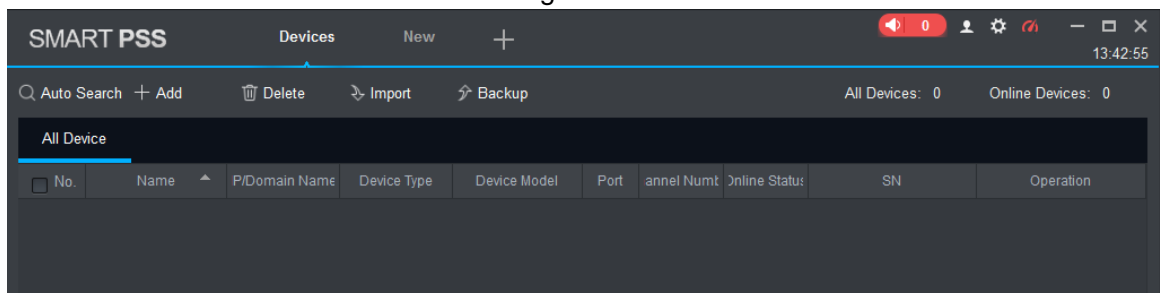 SMART PSS Devices New 0
13:42:55
Auto Search Add Delete Import Backup All Devices: 0 Online Devices: 0
All Device
No. Name P/Domain Name Device Type Device Model Port annel Numb Online Status SN Operation